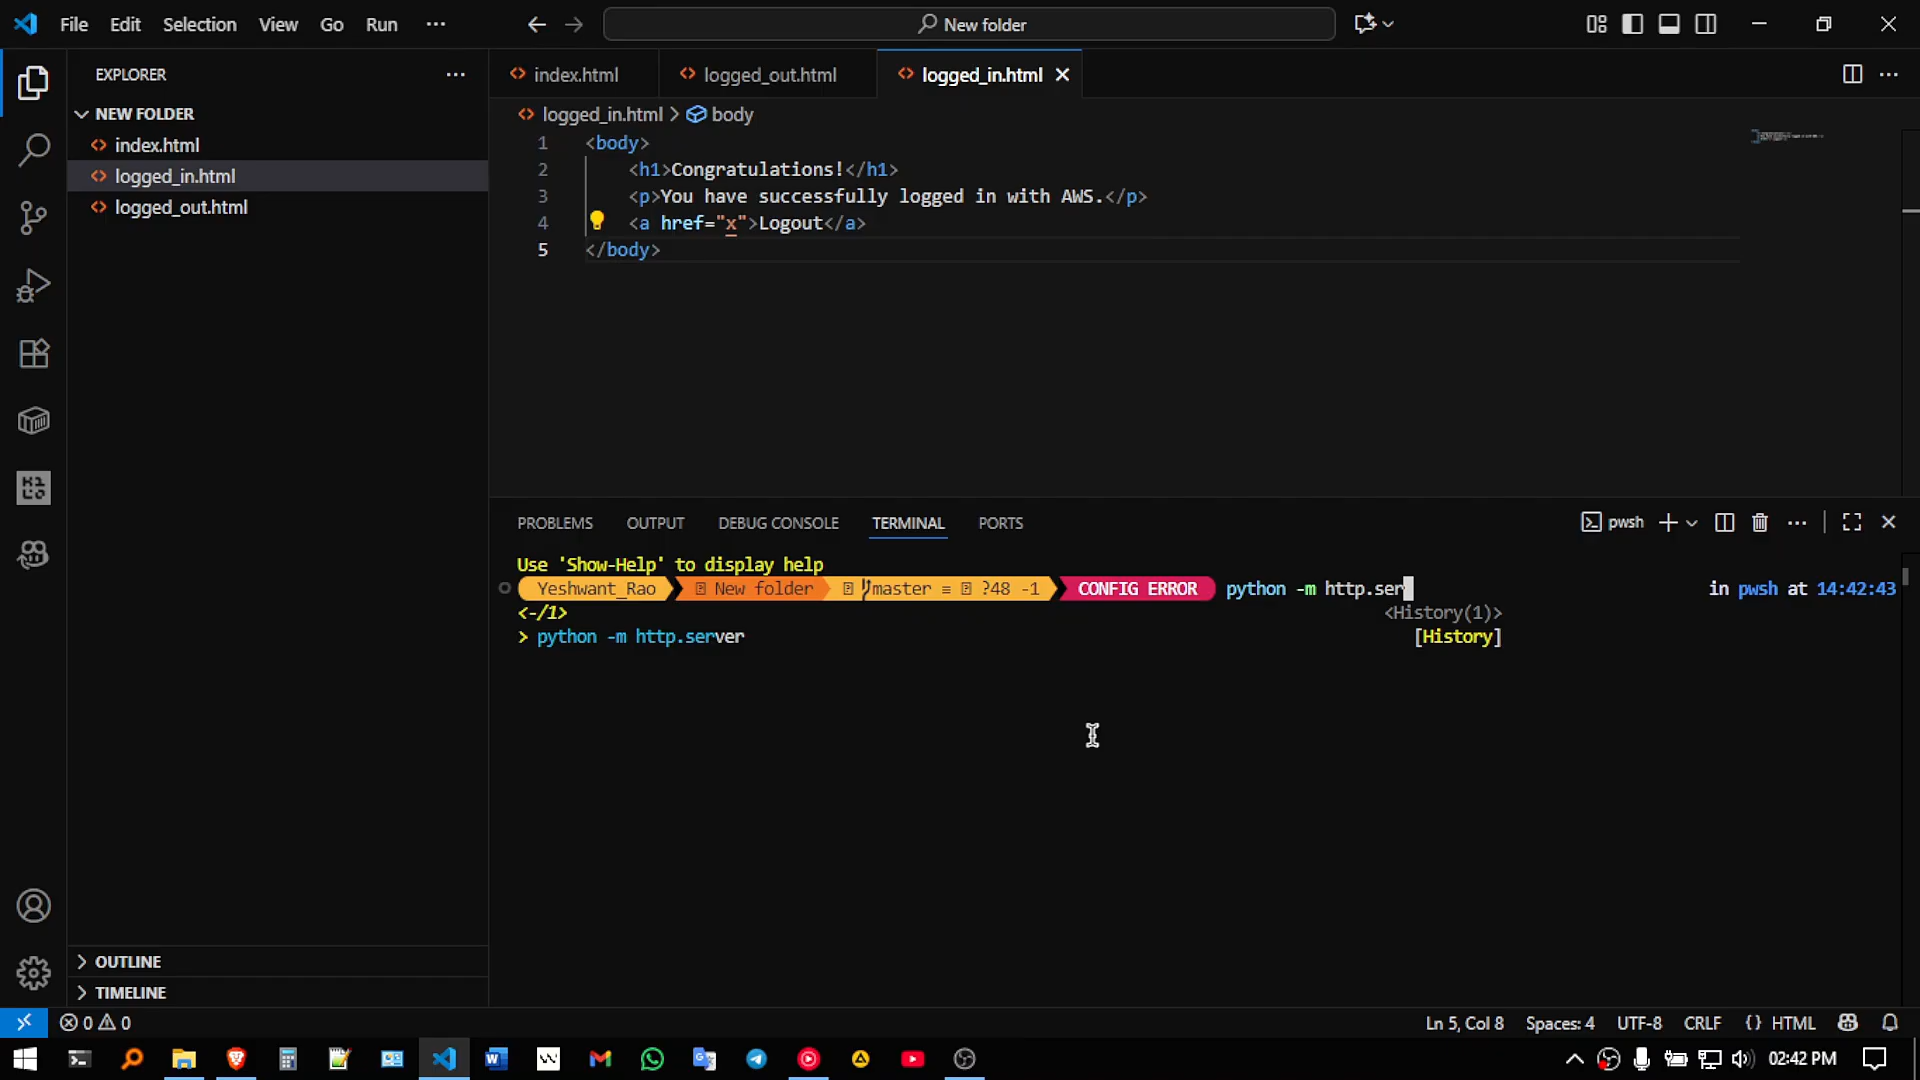 File Edit Selection View Go Run ···
New folder
EXPLORER
NEW FOLDER
index.html
logged_in.html
logged_out.html
OUTLINE
TIMELINE
index.html
logged_out.html
logged_in.html
logged_in.html > body
1 <body>
2 <h1>Congratulations!</h1>
3 <p>You have successfully logged in with AWS.</p>
4 <a href="x">Logout</a>
5 </body>
PROBLEMS OUTPUT DEBUG CONSOLE TERMINAL PORTS
pwsh
Use 'Show-Help' to display help
Yeshwant_Rao New folder master ≡ ?48 -1 CONFIG ERROR python -m http.serv in pwsh at 14:42:43
<-/1> <History(1)>
> python -m http.server [History]
0 0
Ln 5, Col 8 Spaces: 4 UTF-8 CRLF {} HTML
02:42 PM